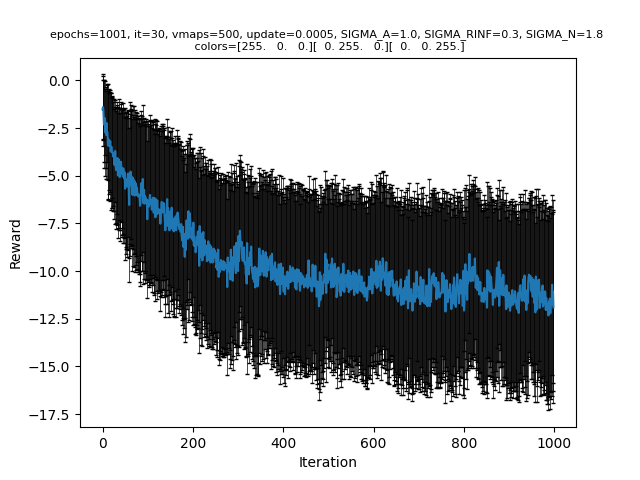 epochs=1001, it=30, vmaps=500, update=0.0005, SIGMA_A=1.0, SIGMA_RINF=0.3, SIGMA_N=1.8
colors=[255. 0. 0.][ 0. 255. 0.][ 0. 0. 255.]
0.0
−2.5
−5.0
−7.5
−10.0
−12.5
−15.0
−17.5
Reward
0 200 400 600 800 1000
Iteration